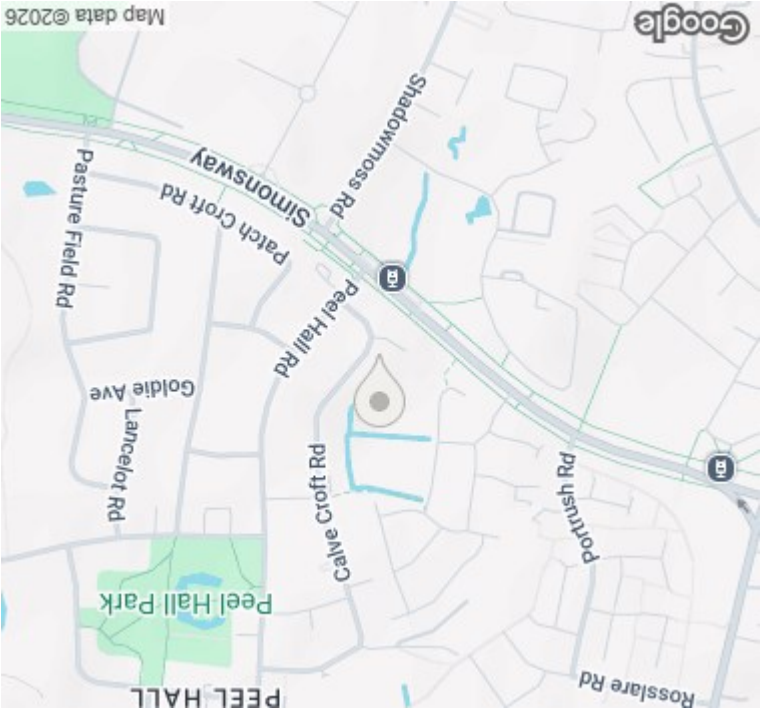 PEEL HALL
Rosslare Rd
Peel Hall Park
Calve Croft Rd
Portrush Rd
Lancelot Rd
Goldie Ave
Peel Hall Rd
Pasture Field Rd
Patch Croft Rd
Simonsway
Shadowmoss Rd
Google
Map data ©2026